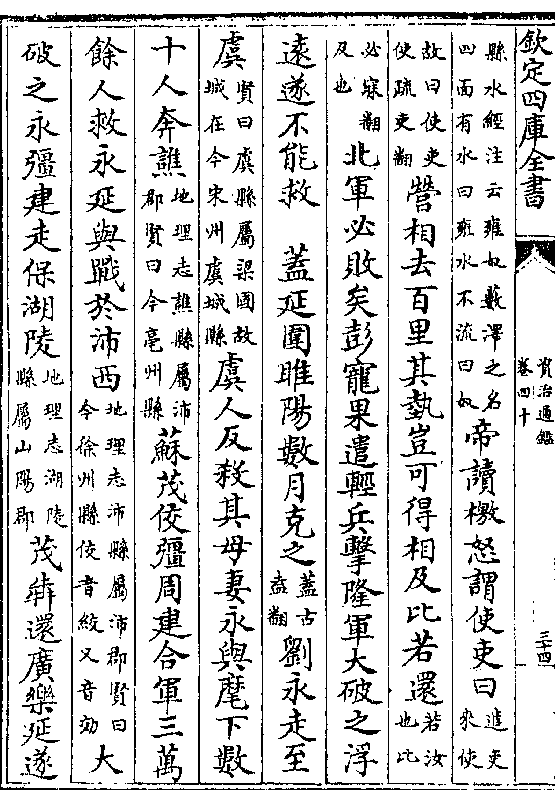 欽定四庫全書
資治通鑑
卷四十
三十四
縣水經注云雍奴藪澤之名
四面有水曰雍水不流曰奴
帝讀檄怒謂使吏曰
進吏
來使
故曰使吏
使疏吏翻
營相去百里其埶豈可得相及比若還
若汝
也比
必寐翻
及也
北軍必敗矣彭寵果遣輕兵擊隆軍大破之浮
遠遂不能救 蓋延圍睢陽數月克之
蓋古
盍翻
劉永走至
虞
賢曰虞縣屬梁國故
城在今宋州虞城縣
虞人反殺其母妻永與麾下數
十人奔譙
地理志譙縣屬沛
郡賢曰今亳州縣
蘇茂佼彊周建合軍三萬
餘人救永延與戰於沛西
地理志沛縣屬沛郡賢曰
今徐州縣佼音絞又音効
大
破之永彊建走保湖陵
地理志湖陵
縣屬山陽郡
茂犇還廣樂延遂